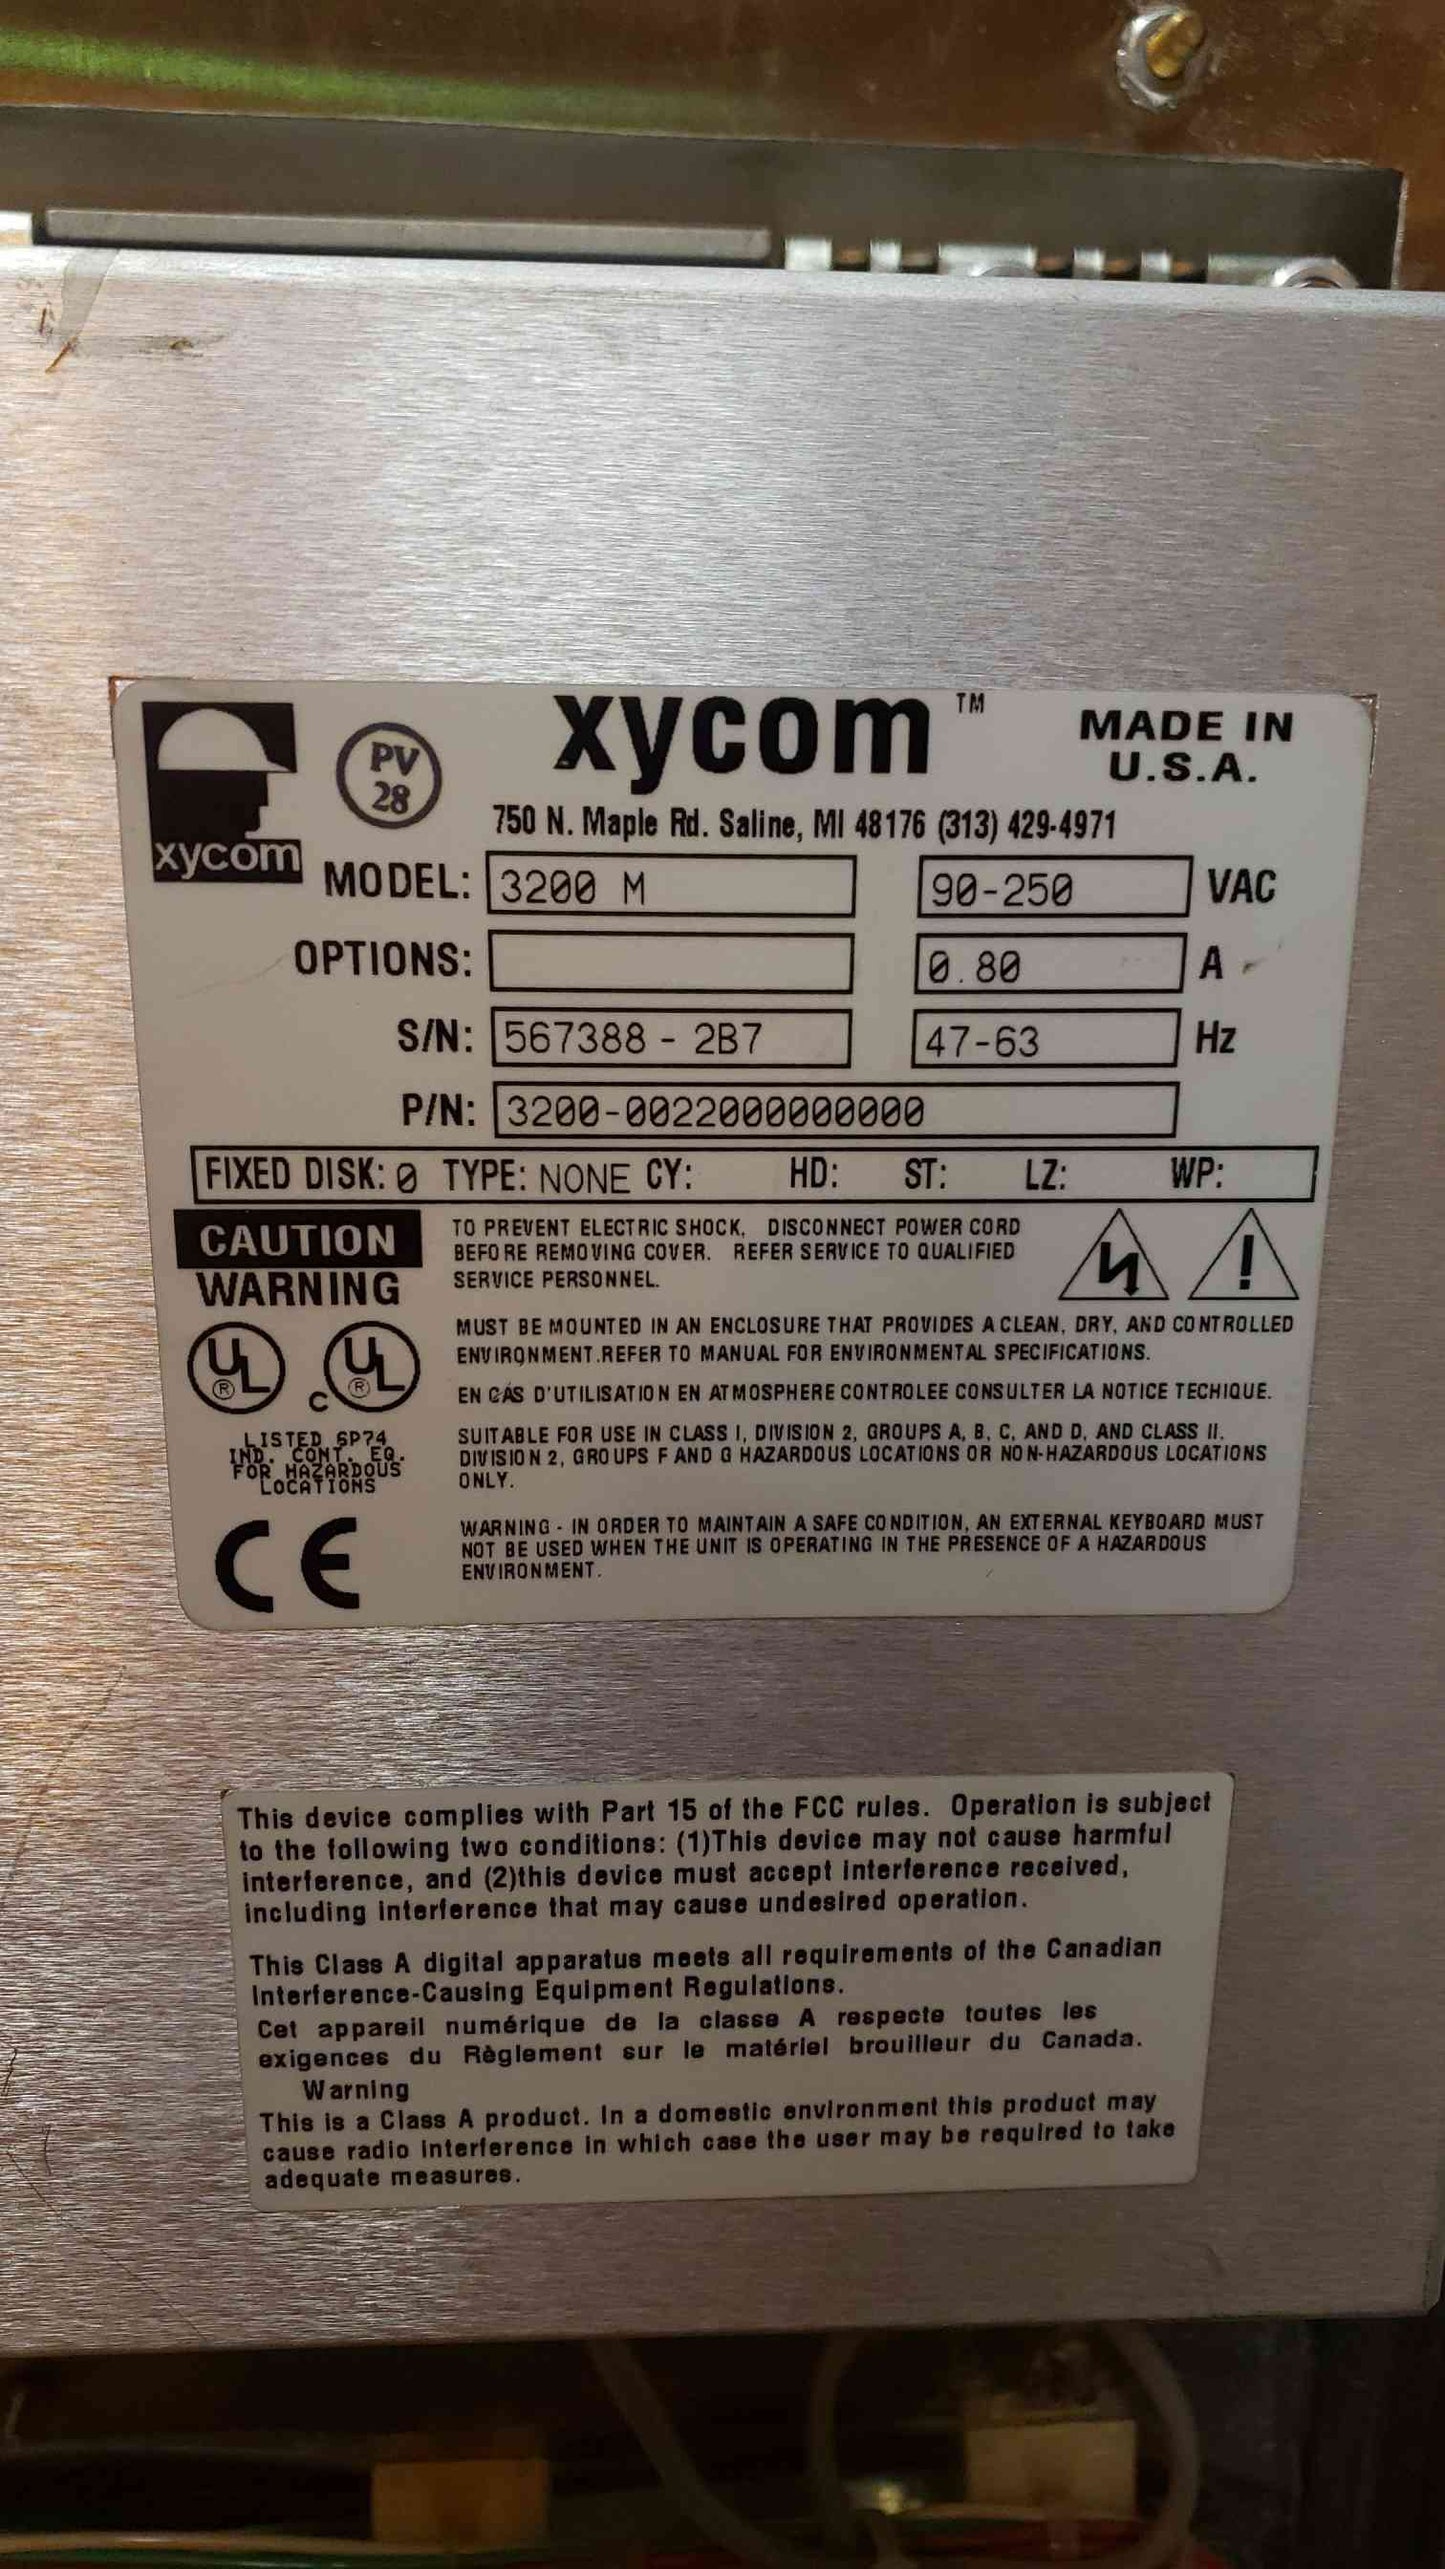 xycom
PV
28
xycom ™
MADE IN
U.S.A.
750 N. Maple Rd. Saline, MI 48176 (313) 429-4971
MODEL: 3200 M 90-250 VAC
OPTIONS: 0.80 A
S/N: 567388 - 2B7 47-63 Hz
P/N: 3200-0022000000000
FIXED DISK: 0 TYPE: NONE CY: HD: ST: LZ: WP:
CAUTION
WARNING
TO PREVENT ELECTRIC SHOCK, DISCONNECT POWER CORD
BEFORE REMOVING COVER. REFER SERVICE TO QUALIFIED
SERVICE PERSONNEL.
MUST BE MOUNTED IN AN ENCLOSURE THAT PROVIDES A CLEAN, DRY, AND CONTROLLED
ENVIRONMENT.REFER TO MANUAL FOR ENVIRONMENTAL SPECIFICATIONS.
EN CAS D'UTILISATION EN ATMOSPHERE CONTROLEE CONSULTER LA NOTICE TECHIQUE.
SUITABLE FOR USE IN CLASS I, DIVISION 2, GROUPS A, B, C, AND D, AND CLASS II.
DIVISION 2, GROUPS F AND G HAZARDOUS LOCATIONS OR NON-HAZARDOUS LOCATIONS
ONLY.
WARNING - IN ORDER TO MAINTAIN A SAFE CONDITION, AN EXTERNAL KEYBOARD MUST
NOT BE USED WHEN THE UNIT IS OPERATING IN THE PRESENCE OF A HAZARDOUS
ENVIRONMENT.
UL ® C UL ®
LISTED 6P74
IND. CONT. EQ.
FOR HAZARDOUS
LOCATIONS
CE
This device complies with Part 15 of the FCC rules. Operation is subject
to the following two conditions: (1)This device may not cause harmful
interference, and (2)this device must accept interference received,
including interference that may cause undesired operation.
This Class A digital apparatus meets all requirements of the Canadian
Interference-Causing Equipment Regulations.
Cet appareil numérique de la classe A respecte toutes les
exigences du Règlement sur le matériel brouilleur du Canada.
Warning
This is a Class A product. In a domestic environment this product may
cause radio interference in which case the user may be required to take
adequate measures.